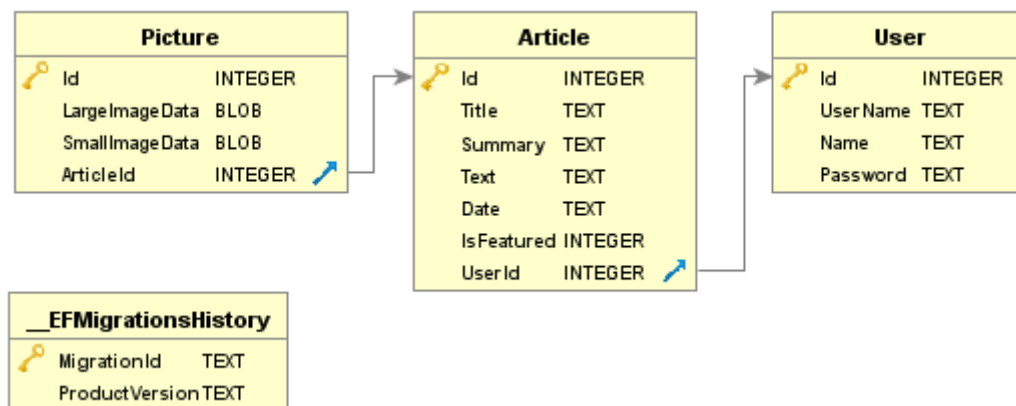 Picture
Id INTEGER
LargeImageData BLOB
SmallImageData BLOB
ArticleId INTEGER
Article
Id INTEGER
Title TEXT
Summary TEXT
Text TEXT
Date TEXT
IsFeatured INTEGER
UserId INTEGER
User
Id INTEGER
UserName TEXT
Name TEXT
Password TEXT
__EFMigrationsHistory
MigrationId TEXT
ProductVersion TEXT